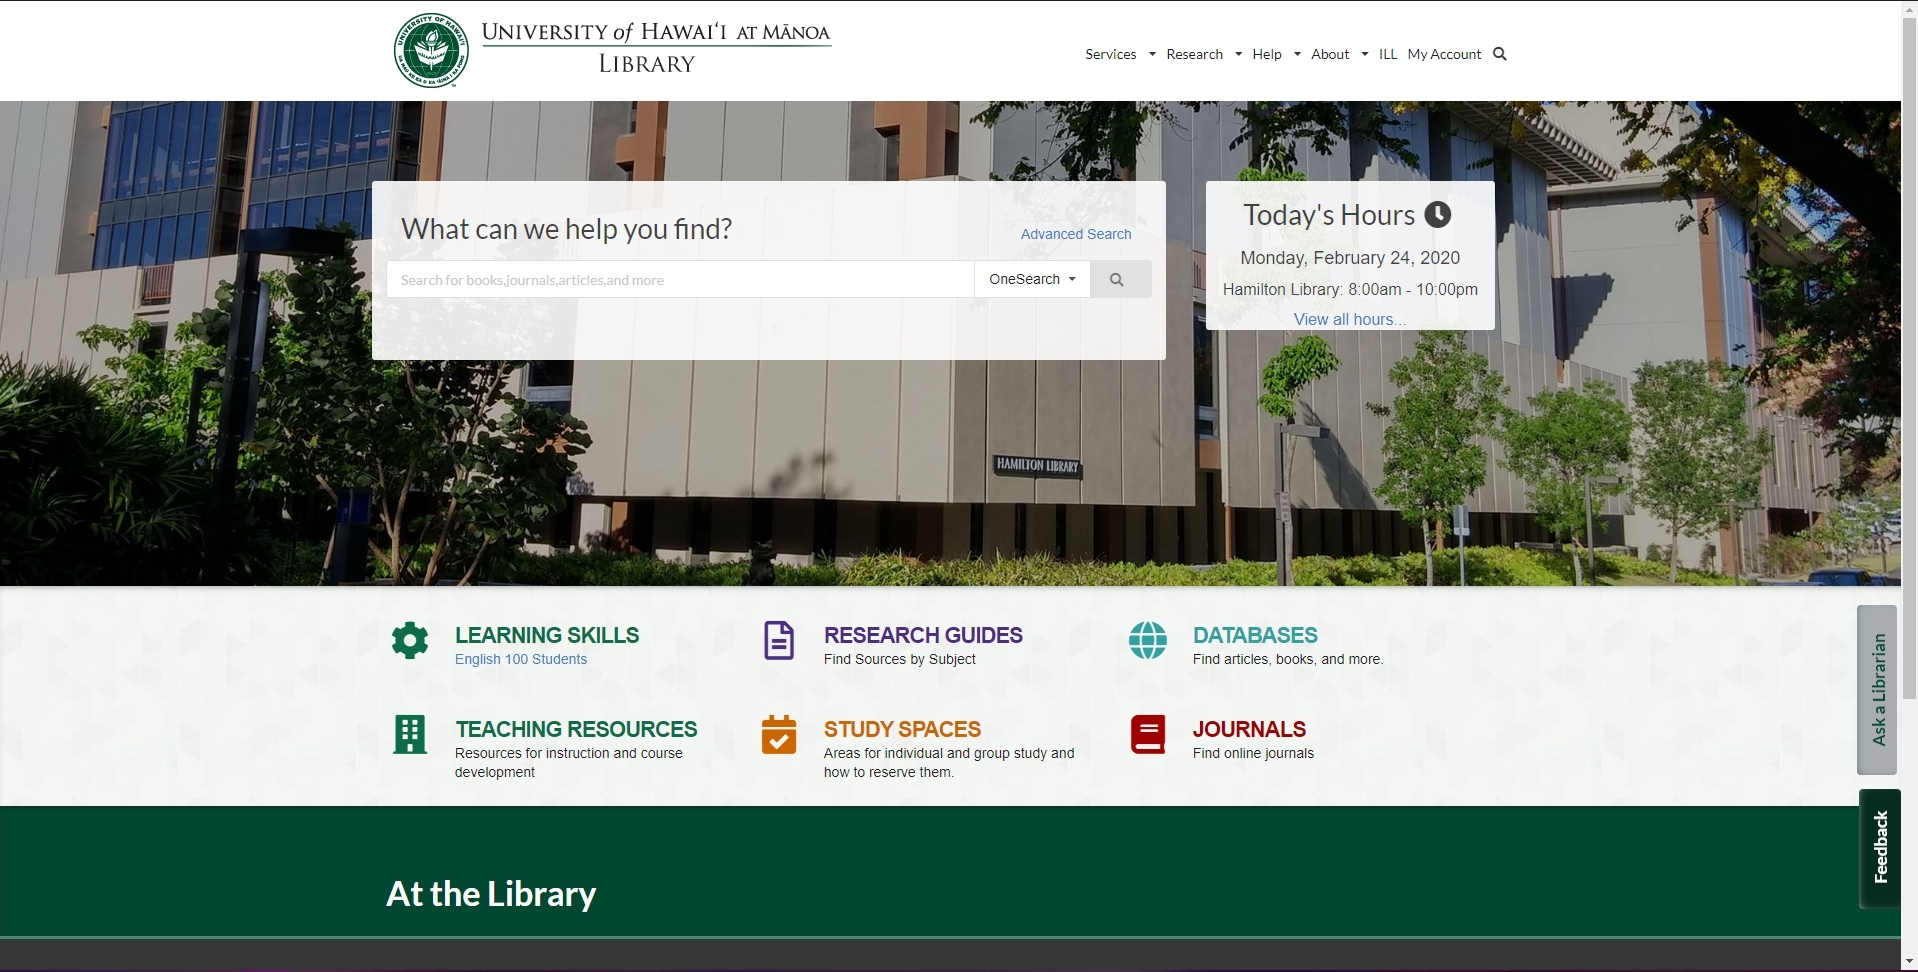 UNIVERSITY of HAWAIʻI AT MĀNOA
LIBRARY
Services Research Help About ILL My Account
What can we help you find?
Advanced Search
Search for books,journals,articles,and more
OneSearch
Today's Hours
Monday, February 24, 2020
Hamilton Library: 8:00am - 10:00pm
View all hours...
HAMILTON LIBRARY
LEARNING SKILLS
English 100 Students
RESEARCH GUIDES
Find Sources by Subject
DATABASES
Find articles, books, and more.
TEACHING RESOURCES
Resources for instruction and course
development
STUDY SPACES
Areas for individual and group study and
how to reserve them.
JOURNALS
Find online journals
Ask a Librarian
Feedback
At the Library